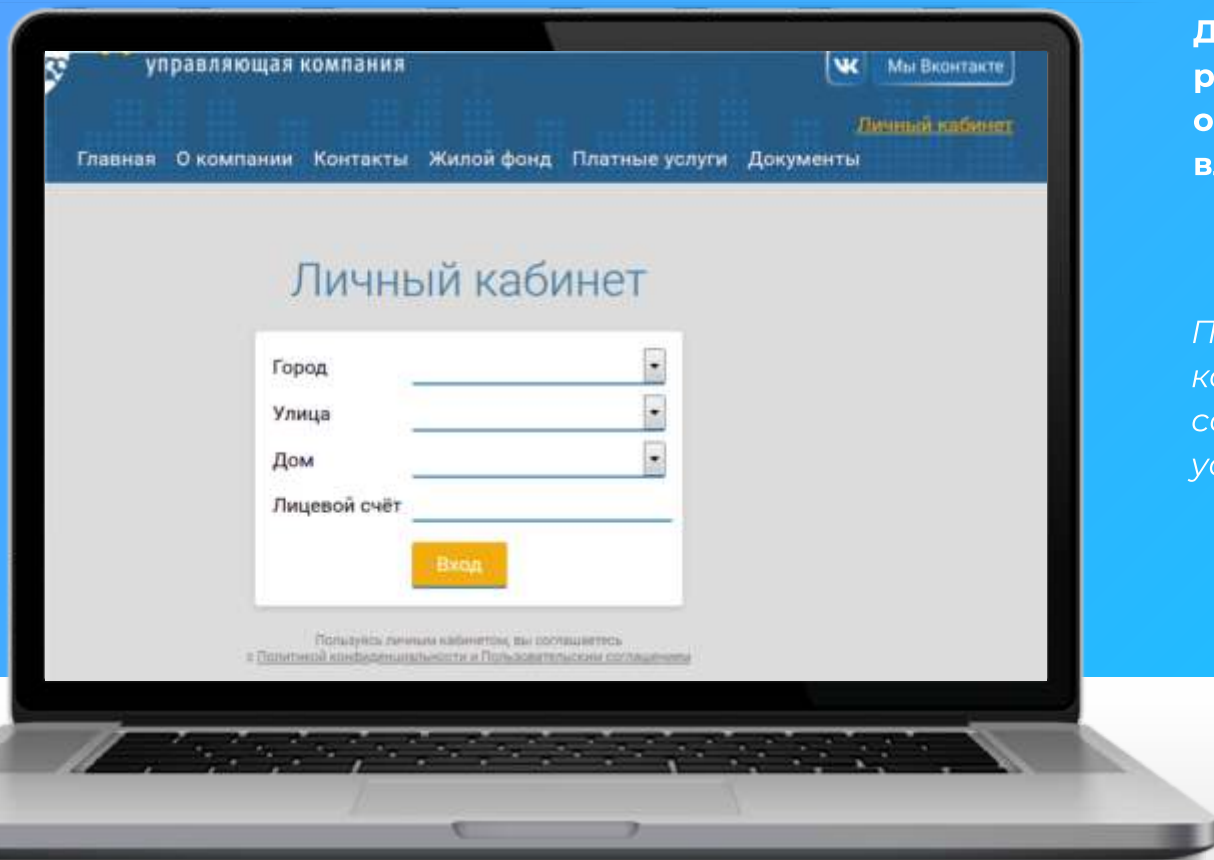 управляющая компания
Мы Вконтакте
Личный кабинет
Главная О компании Контакты Жилой фонд Платные услуги Документы
Личный кабинет
Город
Улица
Дом
Лицевой счёт
Вход
Пользуясь личным кабинетом, вы соглашаетесь
с Политикой конфиденциальности и Пользовательским соглашением